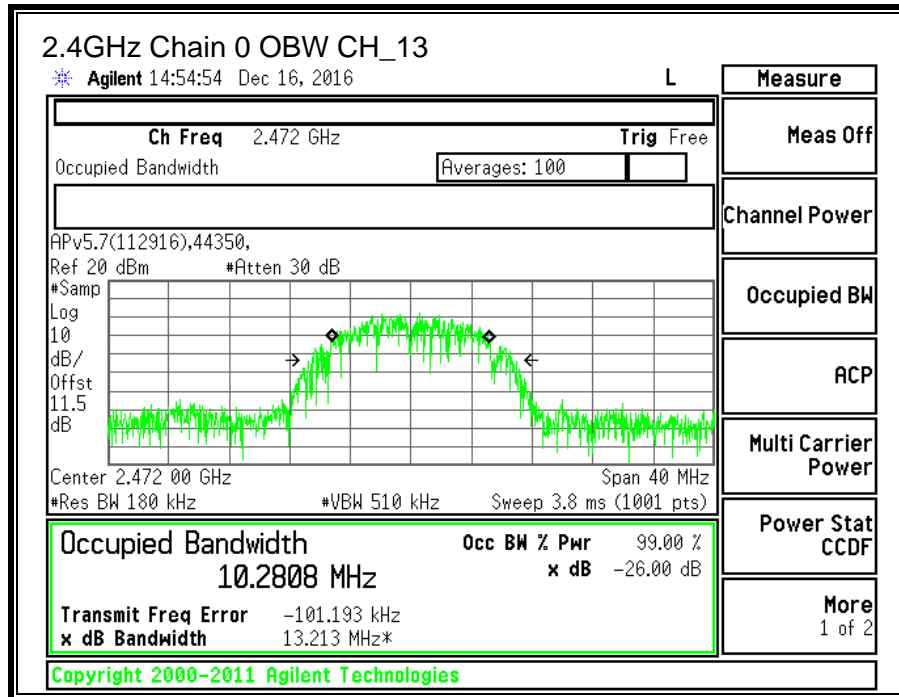 2.4GHz Chain 0 OBW CH_13
Agilent 14:54:54 Dec 16, 2016 L
Measure
Ch Freq 2.472 GHz Trig Free
Occupied Bandwidth Averages: 100
APv5.7(112916),44350,
Ref 20 dBm #Atten 30 dB
#Samp
Log
10
dB/
Offst
11.5
dB
Center 2.472 00 GHz Span 40 MHz
#Res BW 180 kHz #VBW 510 kHz Sweep 3.8 ms (1001 pts)
Occupied Bandwidth Occ BW % Pwr 99.00 %
10.2808 MHz x dB -26.00 dB
Transmit Freq Error -101.193 kHz
x dB Bandwidth 13.213 MHz*
Copyright 2000-2011 Agilent Technologies
Meas Off
Channel Power
Occupied BW
ACP
Multi Carrier
Power
Power Stat
CCDF
More
1 of 2